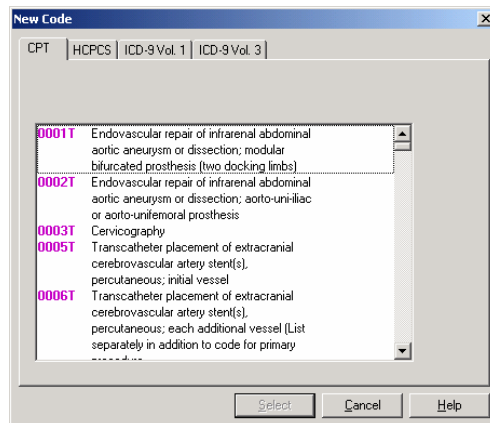 New Code
CPT HCPCS ICD-9 Vol. 1 ICD-9 Vol. 3
0001T Endovascular repair of infrarenal abdominal
aortic aneurysm or dissection; modular
bifurcated prosthesis (two docking limbs)
0002T Endovascular repair of infrarenal abdominal
aortic aneurysm or dissection; aorto-uni-iliac
or aorto-unifemoral prosthesis
0003T Cervicography
0005T Transcatheter placement of extracranial
cerebrovascular artery stent(s),
percutaneous; initial vessel
0006T Transcatheter placement of extracranial
cerebrovascular artery stent(s),
percutaneous; each additional vessel (List
separately in addition to code for primary
Select Cancel Help